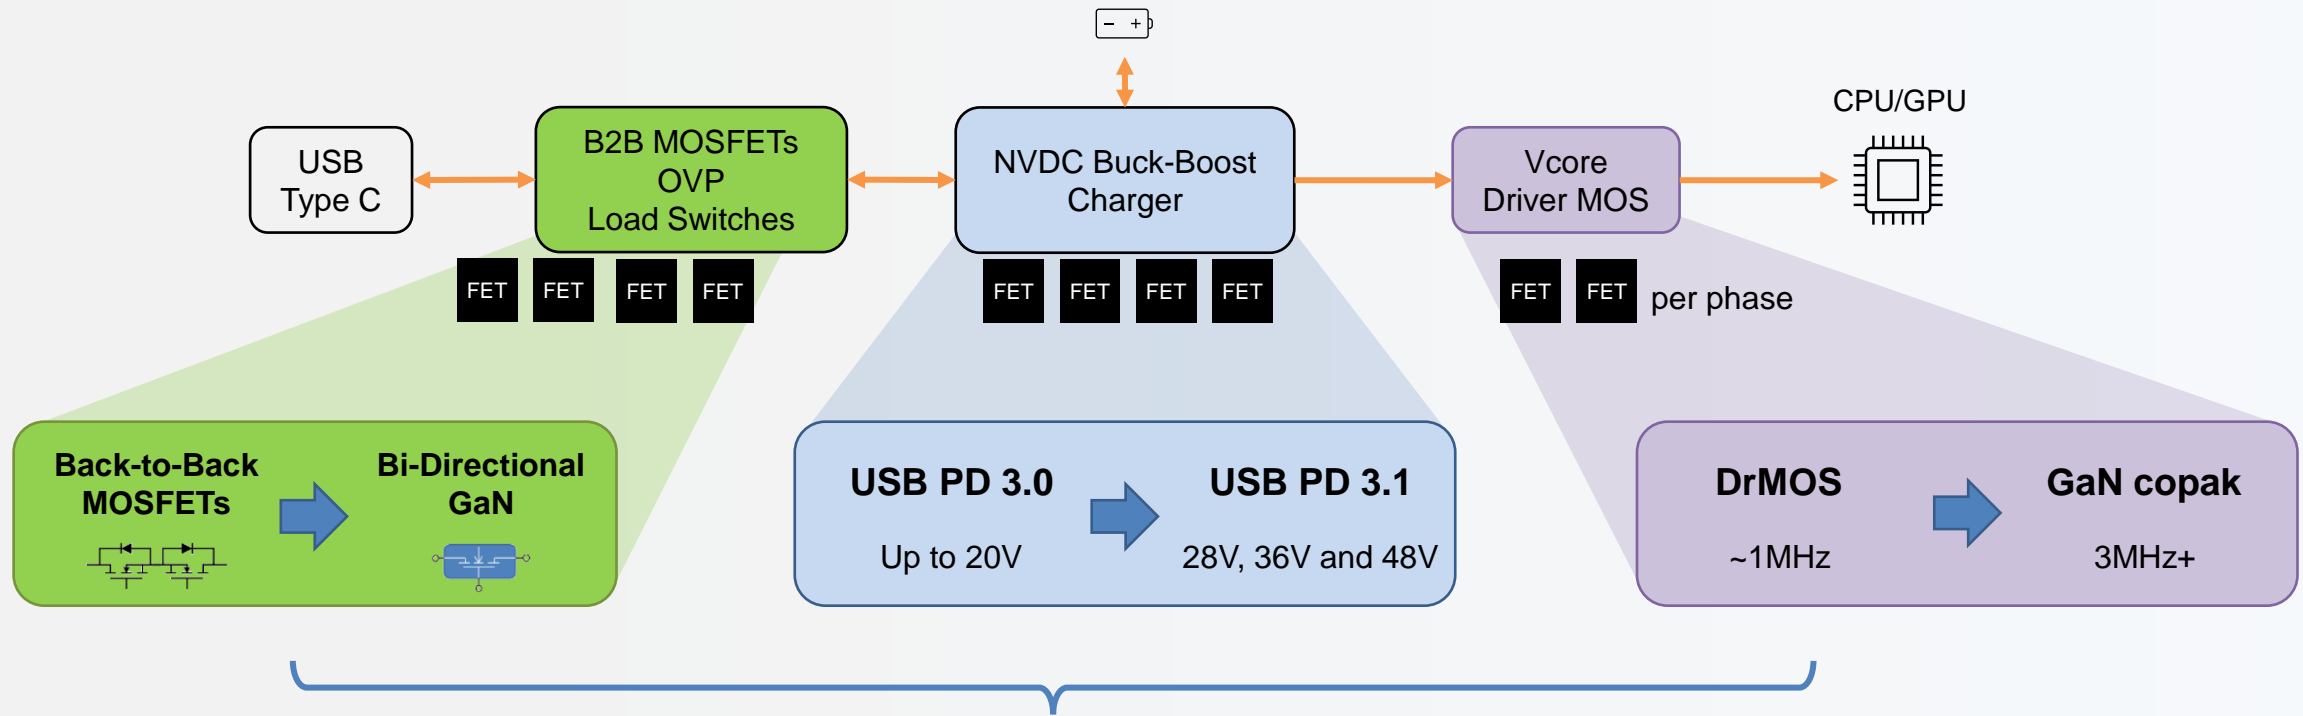 − +
CPU/GPU
USB
Type C
B2B MOSFETs
OVP
Load Switches
NVDC Buck-Boost
Charger
Vcore
Driver MOS
FET FET FET FET
FET FET FET FET
FET FET per phase
Back-to-Back
MOSFETs
Bi-Directional
GaN
USB PD 3.0
Up to 20V
USB PD 3.1
28V, 36V and 48V
DrMOS
~1MHz
GaN copak
3MHz+